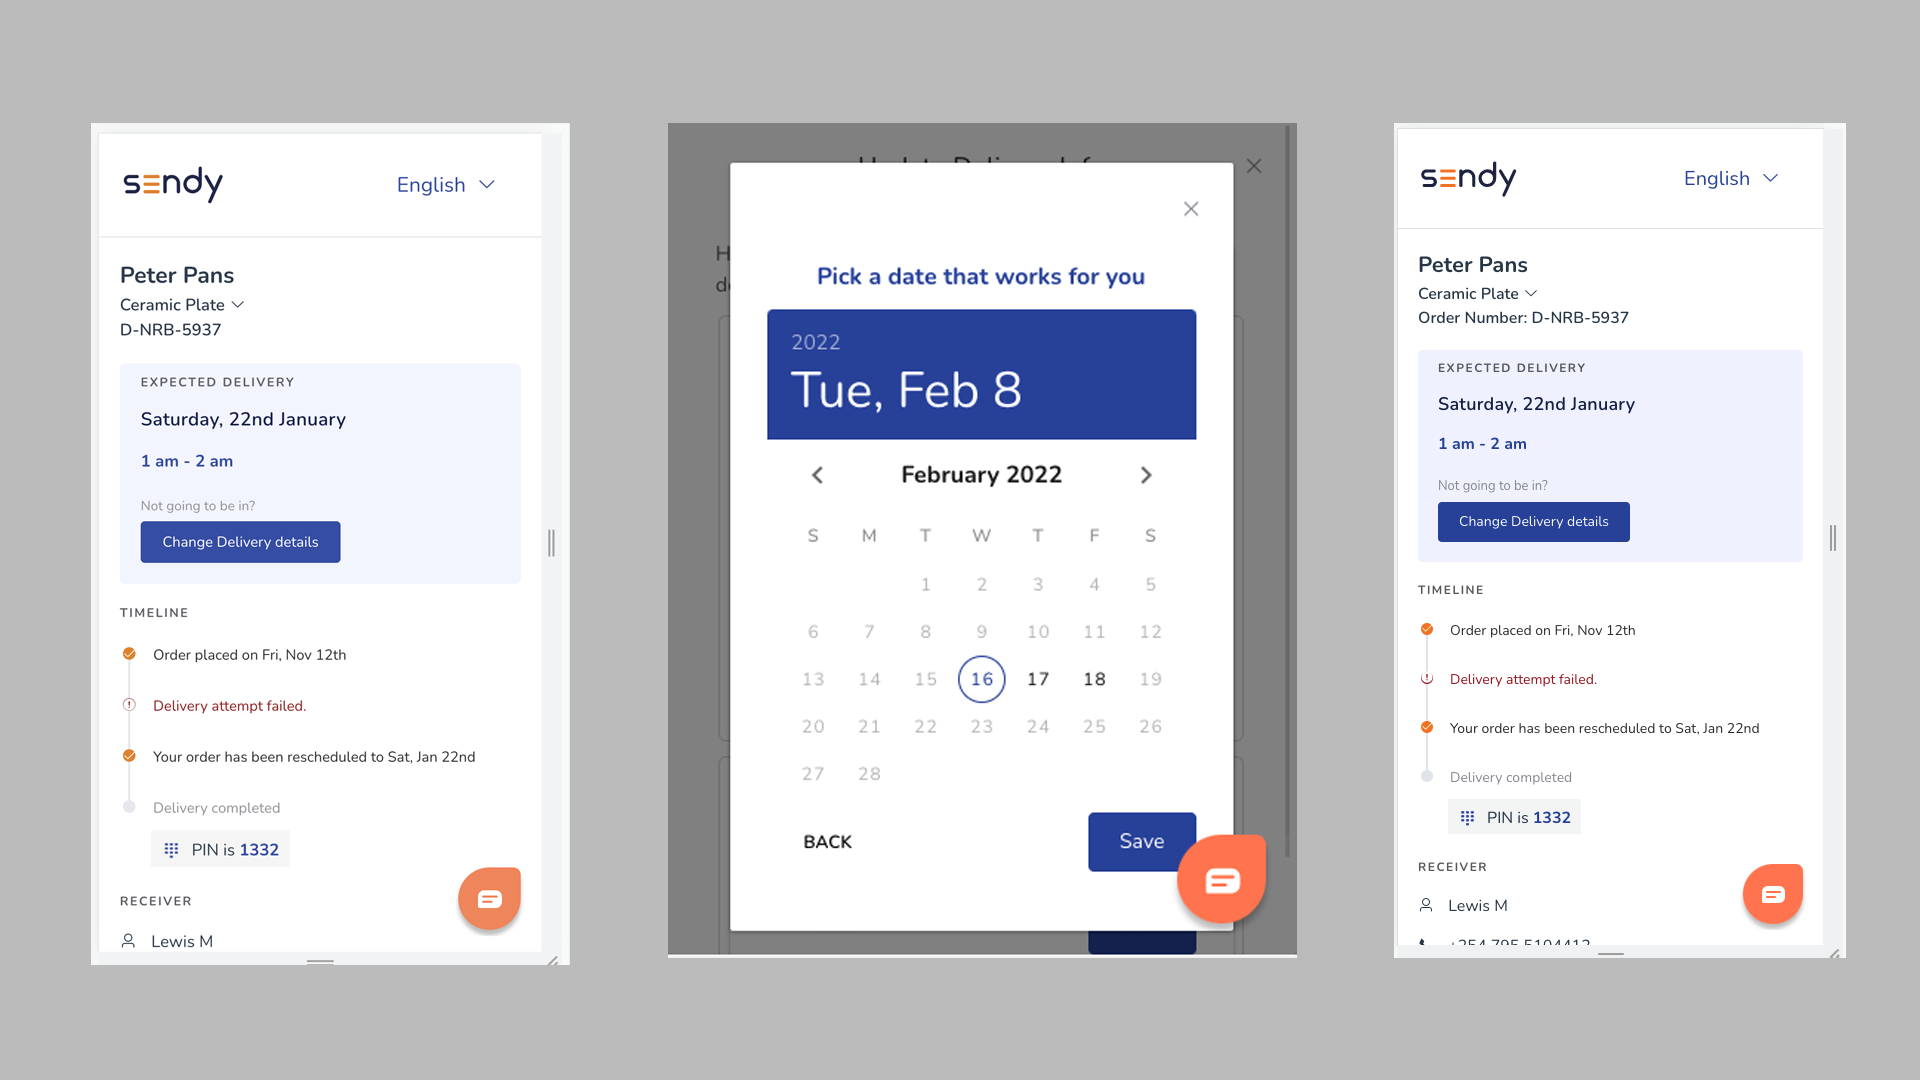 sendy
English
Peter Pans
Ceramic Plate
D-NRB-5937
EXPECTED DELIVERY
Saturday, 22nd January
1 am - 2 am
Not going to be in?
Change Delivery details
TIMELINE
Order placed on Fri, Nov 12th
Delivery attempt failed.
Your order has been rescheduled to Sat, Jan 22nd
Delivery completed
PIN is 1332
RECEIVER
Lewis M
Pick a date that works for you
2022
Tue, Feb 8
February 2022
S M T W T F S
1 2 3 4 5
6 7 8 9 10 11 12
13 14 15 16 17 18 19
20 21 22 23 24 25 26
27 28
BACK
Save
sendy
English
Peter Pans
Ceramic Plate
Order Number: D-NRB-5937
EXPECTED DELIVERY
Saturday, 22nd January
1 am - 2 am
Not going to be in?
Change Delivery details
TIMELINE
Order placed on Fri, Nov 12th
Delivery attempt failed.
Your order has been rescheduled to Sat, Jan 22nd
Delivery completed
PIN is 1332
RECEIVER
Lewis M